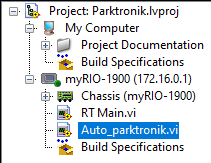 Project: Parktronik.lvproj
My Computer
Project Documentation
Build Specifications
myRIO-1900 (172.16.0.1)
Chassis (myRIO-1900)
RT Main.vi
Auto_parktronik.vi
Build Specifications